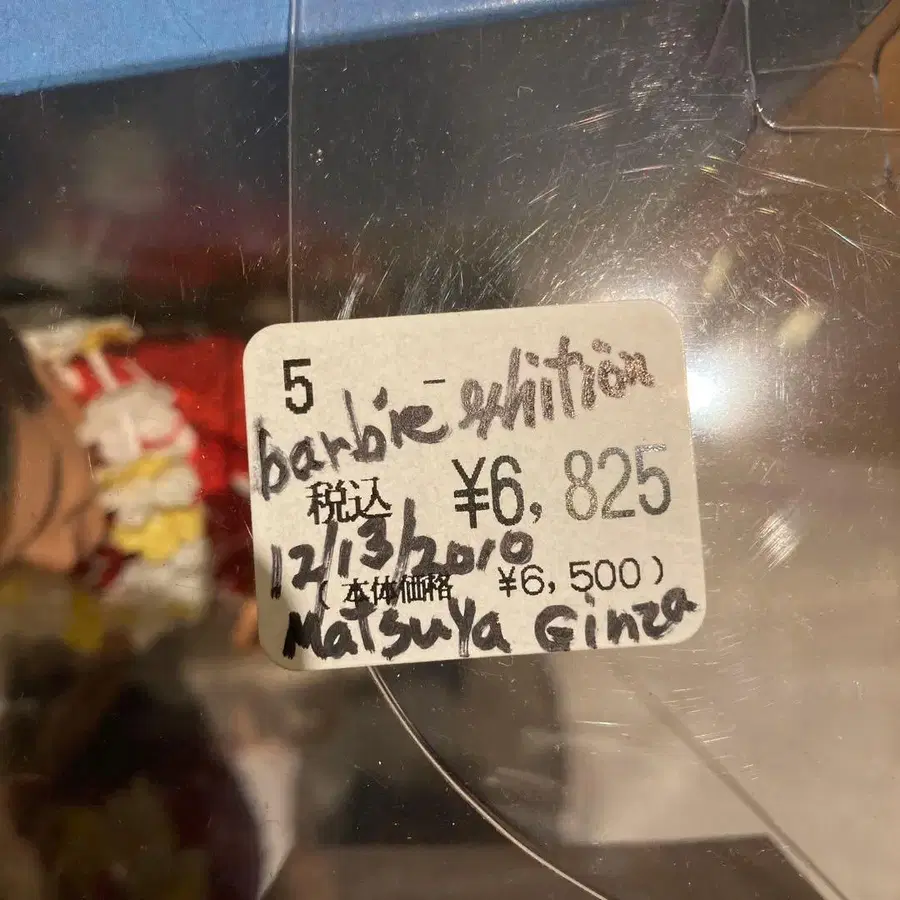 5 -
barbie exhition
税込 ¥6,825
12/13/2010
(本体価格 ¥6,500)
Matsuya Ginza